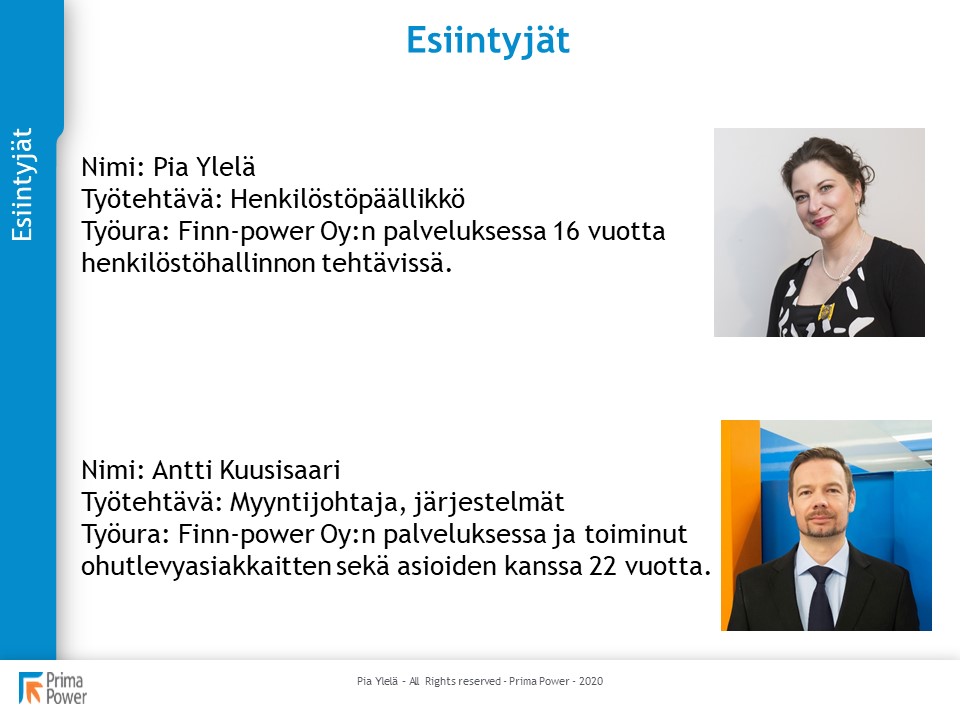 Esiintyjät
Esiintyjät
Nimi: Pia Ylelä
Työtehtävä: Henkilöstöpäällikkö
Työura: Finn-power Oy:n palveluksessa 16 vuotta
henkilöstöhallinnon tehtävissä.
Nimi: Antti Kuusisaari
Työtehtävä: Myyntijohtaja, järjestelmät
Työura: Finn-power Oy:n palveluksessa ja toiminut
ohutlevyasiakkaitten sekä asioiden kanssa 22 vuotta.
Prima
Power
Pia Ylelä - All Rights reserved - Prima Power - 2020